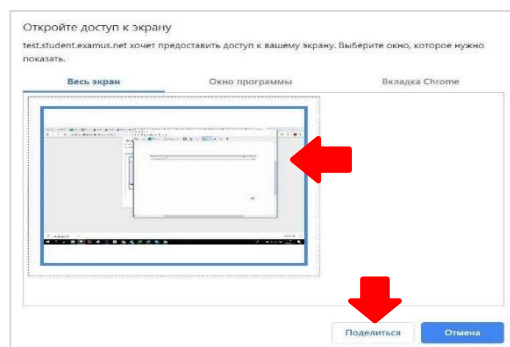 Откройте доступ к экрану
test.student.examus.net хочет предоставить доступ к вашему экрану. Выберите окно, которое нужно
показать.
Весь экран Окно программы Вкладка Chrome
Поделиться Отмена